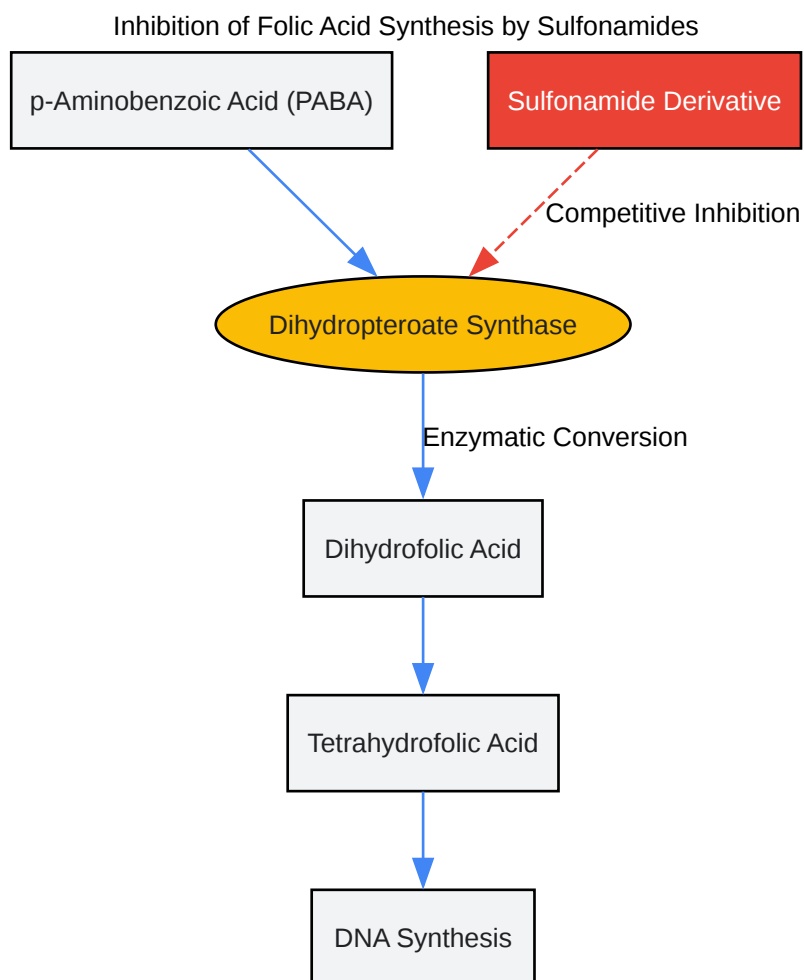 Inhibition of Folic Acid Synthesis by Sulfonamides
p-Aminobenzoic Acid (PABA)
Sulfonamide Derivative
Competitive Inhibition
Dihydropteroate Synthase
Enzymatic Conversion
Dihydrofolic Acid
Tetrahydrofolic Acid
DNA Synthesis